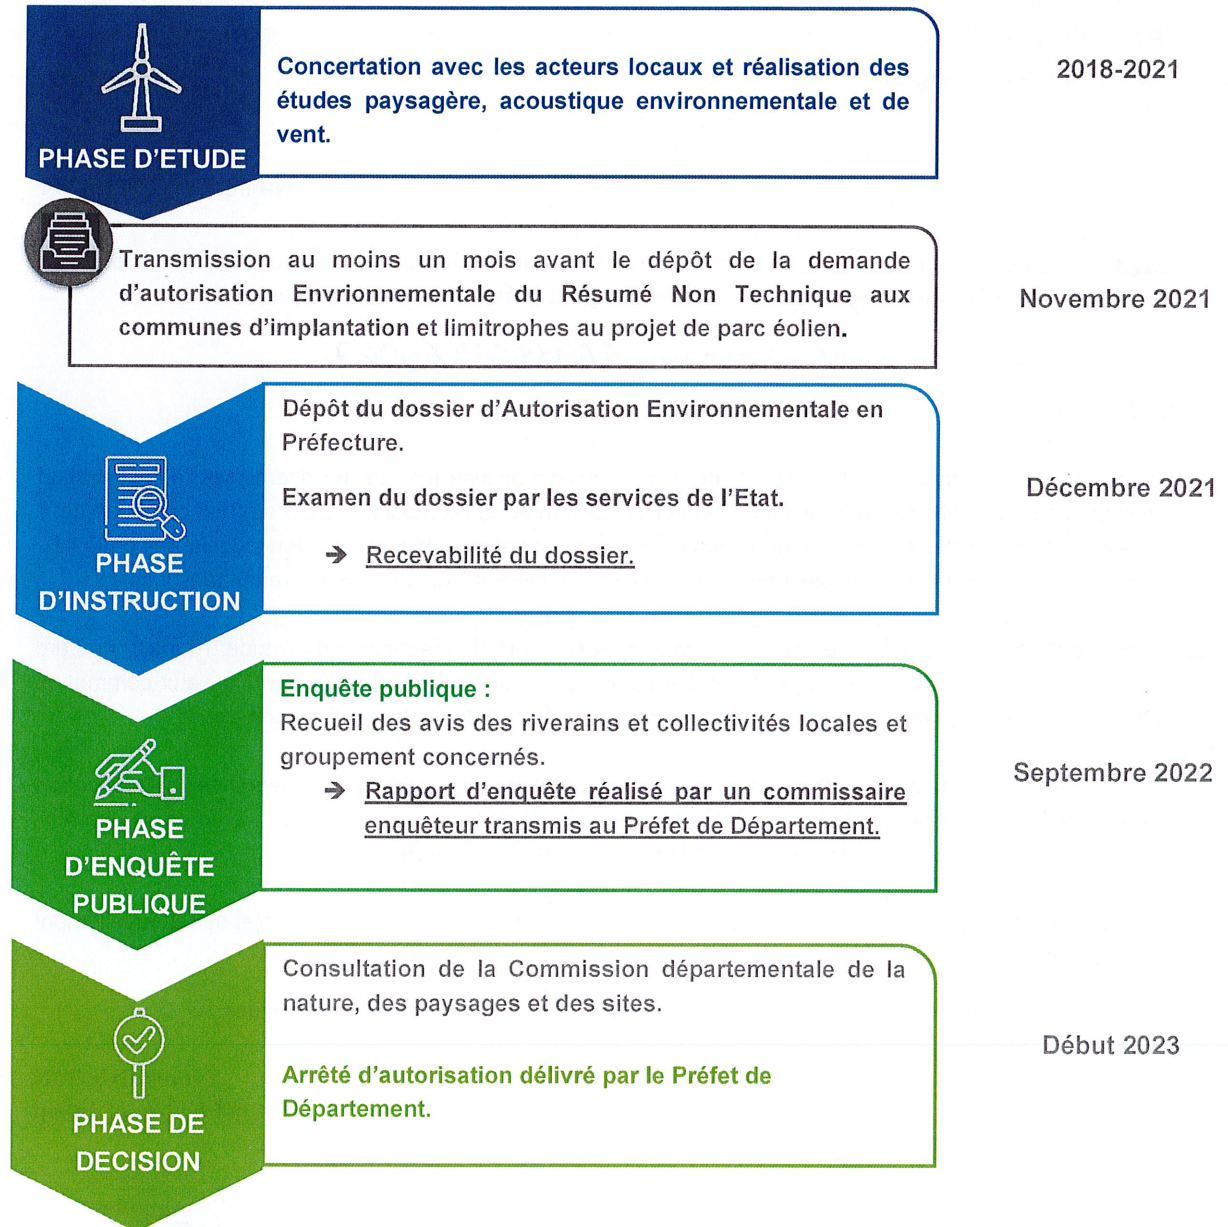 PHASE D'ETUDE
Concertation avec les acteurs locaux et réalisation des
études paysagère, acoustique environnementale et de
vent.
2018-2021
Transmission au moins un mois avant le dépôt de la demande
d'autorisation Envrionnementale du Résumé Non Technique aux
communes d'implantation et limitrophes au projet de parc éolien.
Novembre 2021
PHASE
D'INSTRUCTION
Dépôt du dossier d'Autorisation Environnementale en
Préfecture.
Examen du dossier par les services de l'Etat.
→ Recevabilité du dossier.
Décembre 2021
PHASE
D'ENQUÊTE
PUBLIQUE
Enquête publique :
Recueil des avis des riverains et collectivités locales et
groupement concernés.
→ Rapport d'enquête réalisé par un commissaire
enquêteur transmis au Préfet de Département.
Septembre 2022
PHASE DE
DECISION
Consultation de la Commission départementale de la
nature, des paysages et des sites.
Arrêté d'autorisation délivré par le Préfet de
Département.
Début 2023